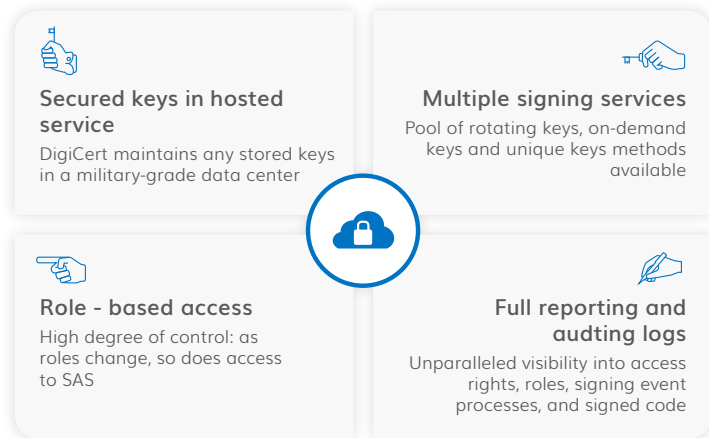 Secured keys in hosted
service
DigiCert maintains any stored keys
in a military-grade data center
Multiple signing services
Pool of rotating keys, on-demand
keys and unique keys methods
available
Role - based access
High degree of control: as
roles change, so does access
to SAS
Full reporting and
audting logs
Unparalleled visibility into access
rights, roles, signing event
processes, and signed code